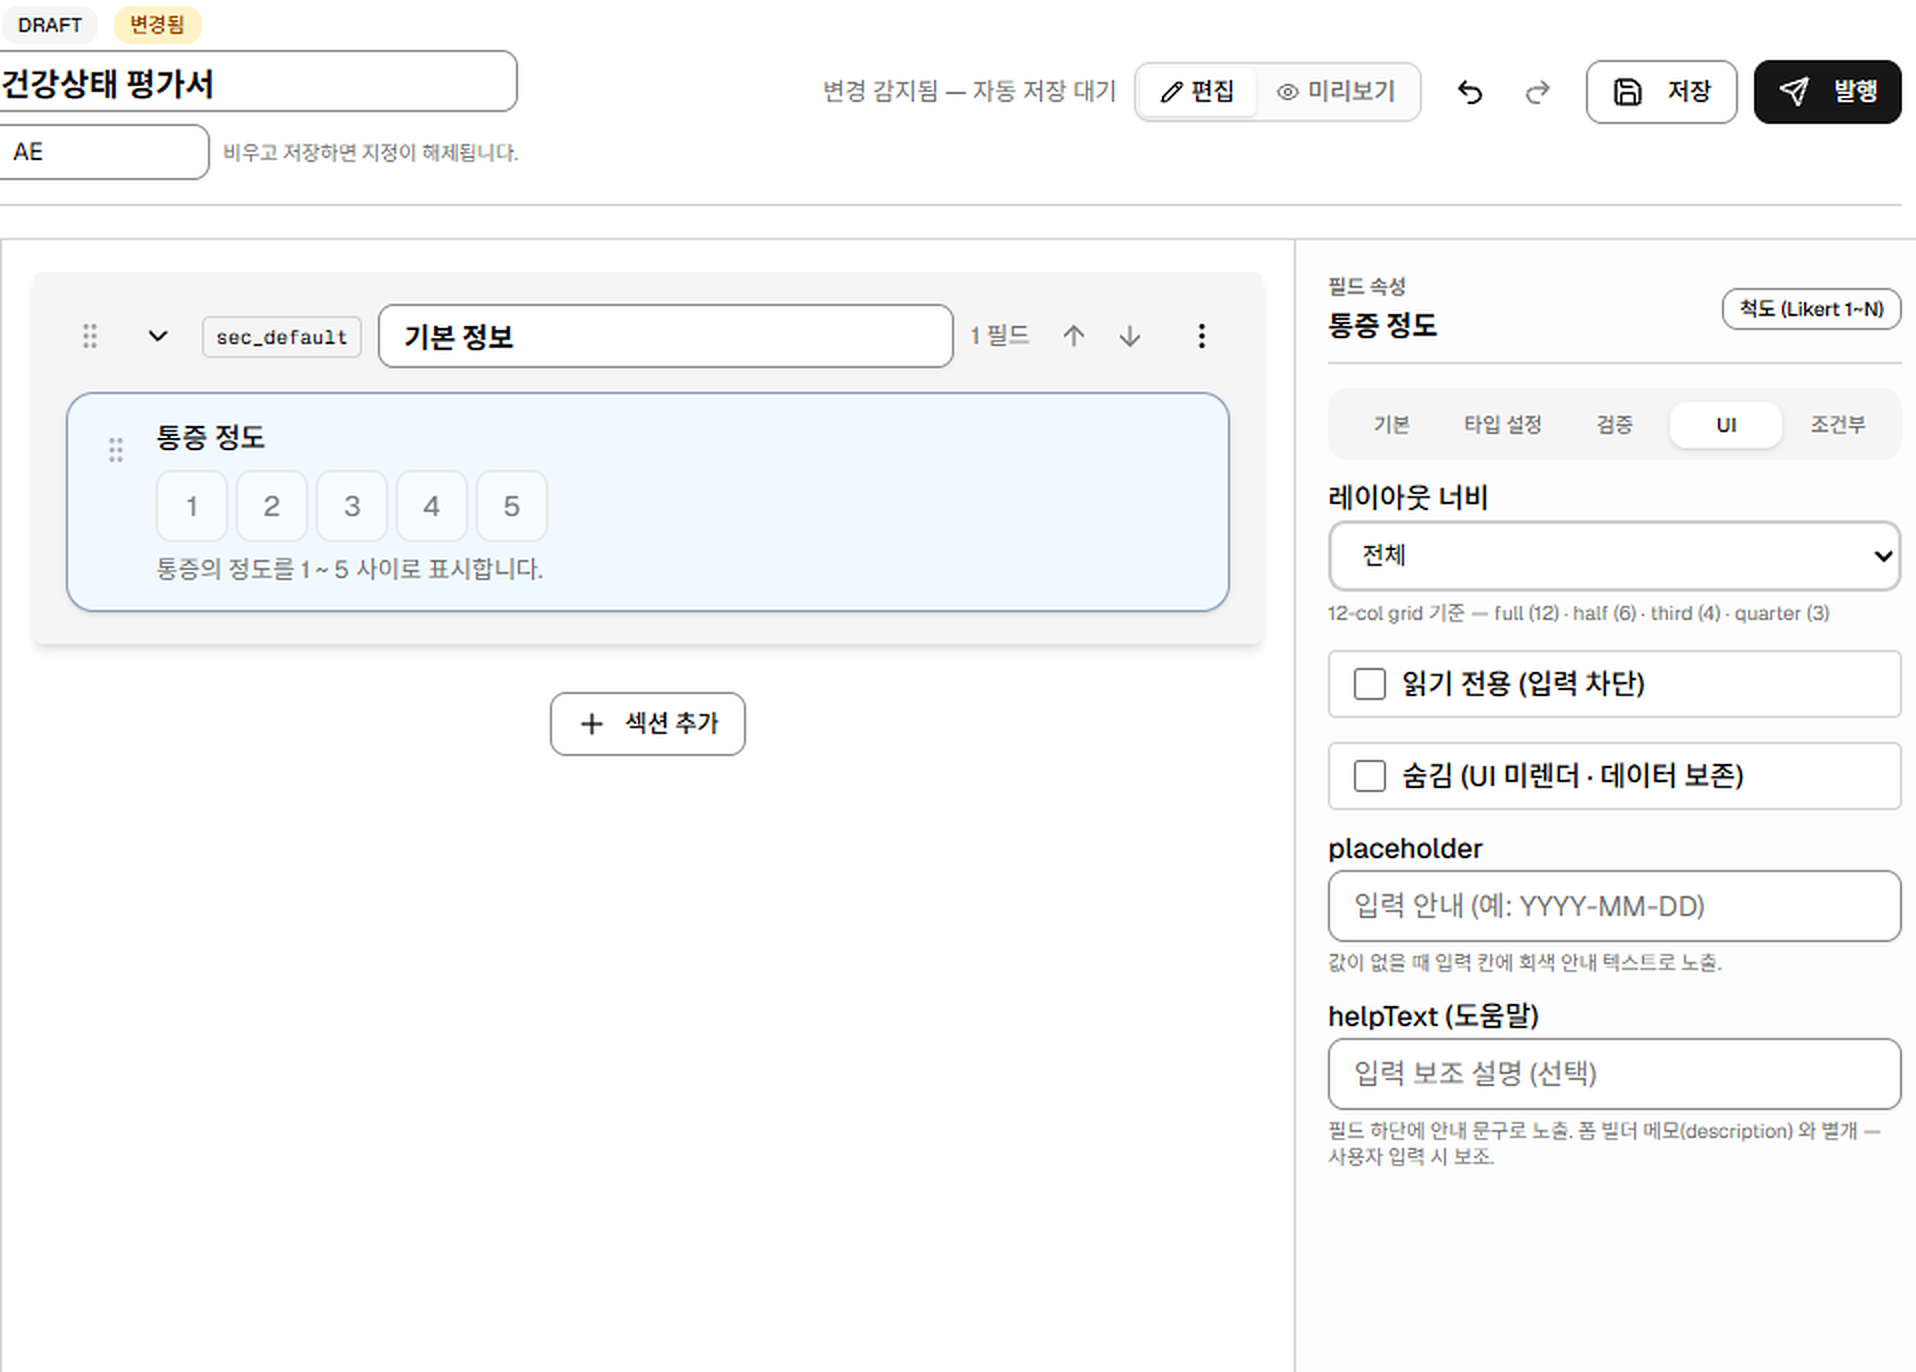 DRAFT 변경됨
건강상태 평가서
변경 감지됨 — 자동 저장 대기 편집 미리보기 저장 발행
AE 비우고 저장하면 지정이 해제됩니다.
sec_default 기본 정보 1 필드
통증 정도
1 2 3 4 5
통증의 정도를 1 ~ 5 사이로 표시합니다.
섹션 추가
필드 속성
통증 정도
척도 (Likert 1~N)
기본 타입 설정 검증 UI 조건부
레이아웃 너비
전체
12-col grid 기준 — full (12) · half (6) · third (4) · quarter (3)
읽기 전용 (입력 차단)
숨김 (UI 미렌더 · 데이터 보존)
placeholder
입력 안내 (예: YYYY-MM-DD)
값이 없을 때 입력 칸에 회색 안내 텍스트로 노출.
helpText (도움말)
입력 보조 설명 (선택)
필드 하단에 안내 문구로 노출. 폼 빌더 메모(description) 와 별개 —
사용자 입력 시 보조.